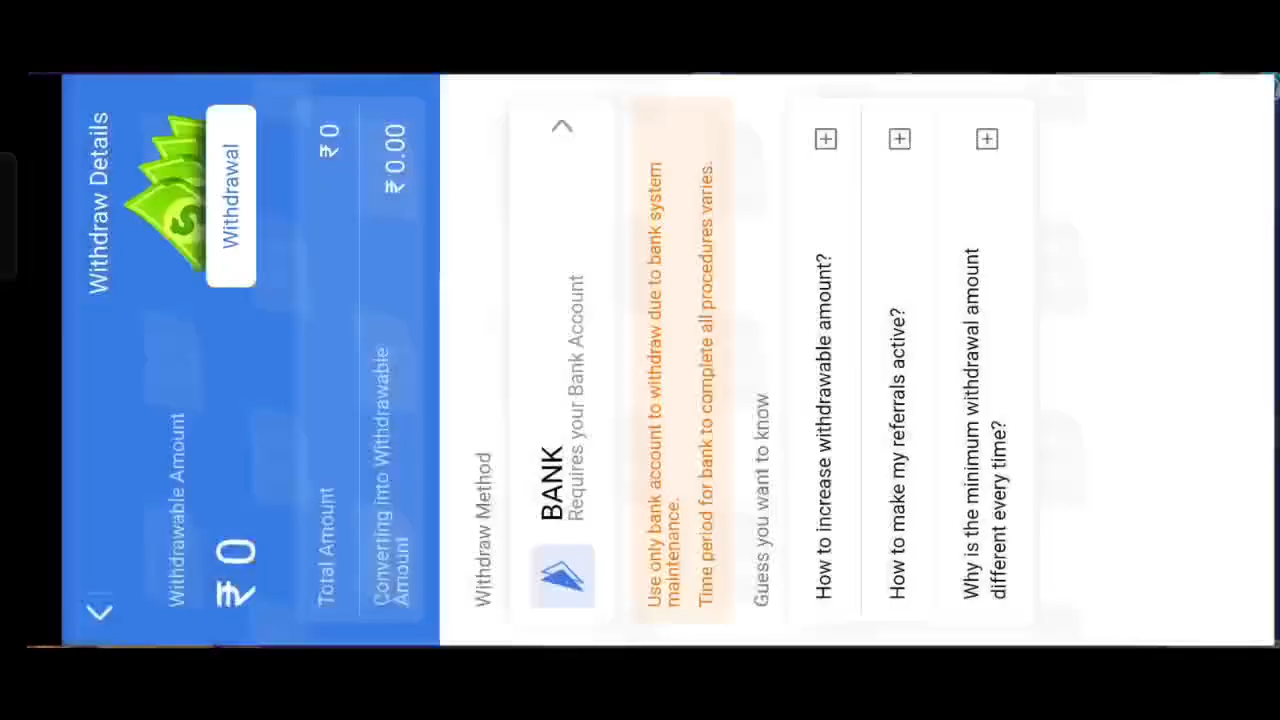 Withdraw Details
Withdrawable Amount
₹ 0
Withdrawal
Total Amount
₹ 0
Converting into Withdrawable
Amount
₹ 0.00
Withdraw Method
BANK
Requires your Bank Account
Use only bank account to withdraw due to bank system
maintenance.
Time period for bank to complete all procedures varies.
Guess you want to know
How to increase withdrawable amount?
How to make my referrals active?
Why is the minimum withdrawal amount
different every time?